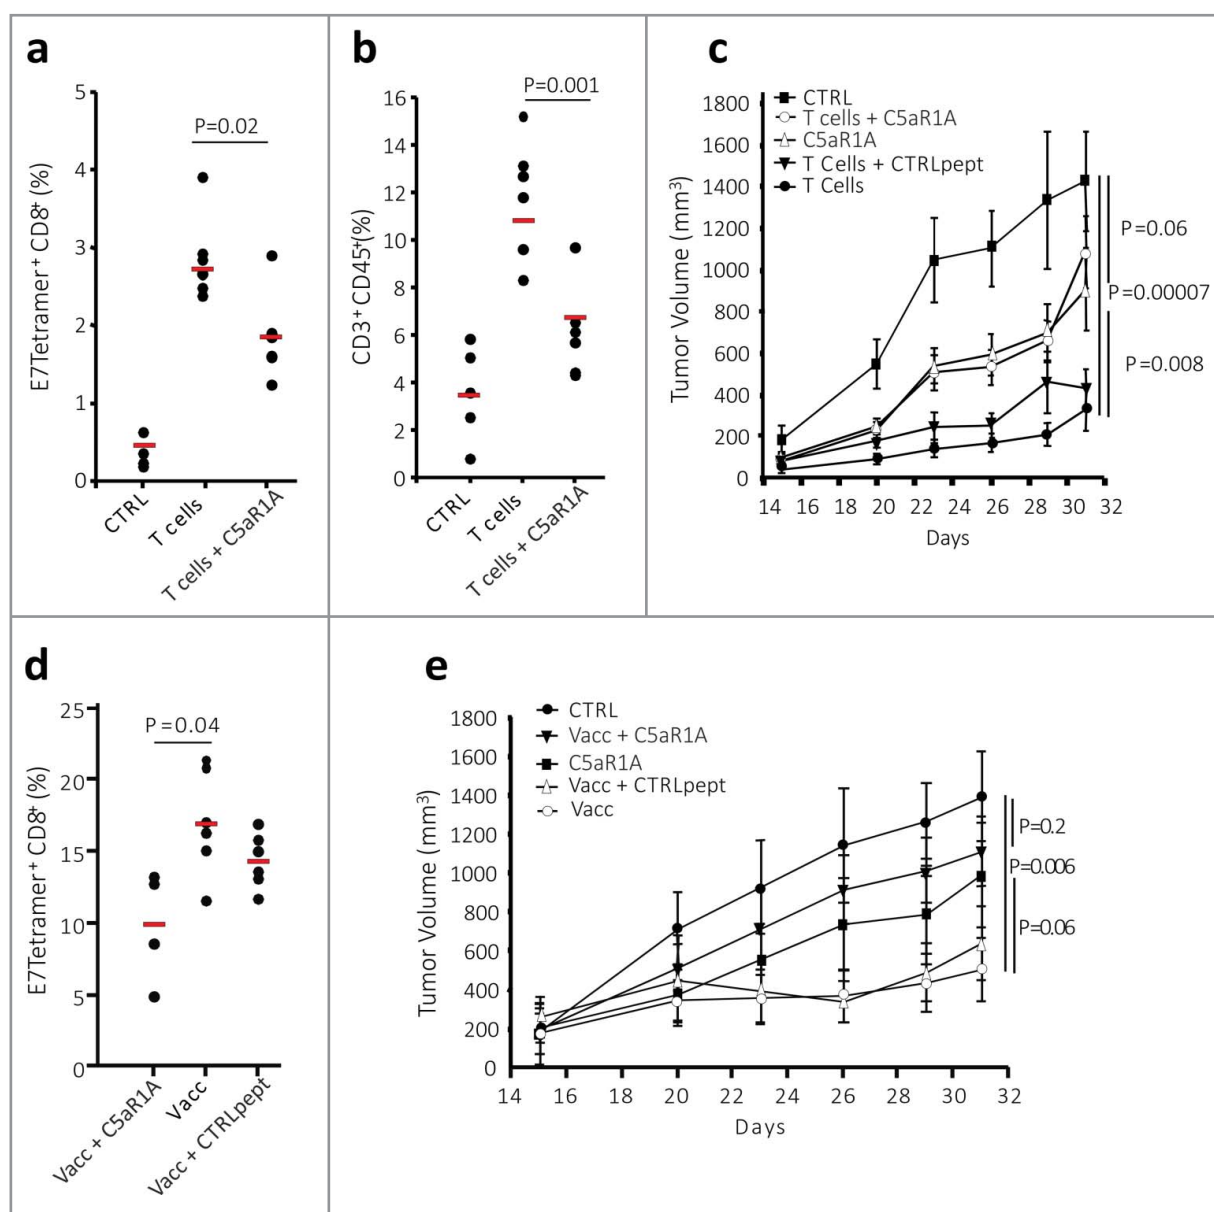 a
E7Tetramer⁺ CD8⁺ (%)
5
4
3
2
1
0
P=0.02
CTRL
T cells
T cells + C5aR1A
b
CD3⁺ CD45⁺(%)
16
14
12
10
8
6
4
2
0
P=0.001
CTRL
T cells
T cells + C5aR1A
c
Tumor Volume (mm³)
1800
1600
1400
1200
1000
800
600
400
200
0
CTRL
T cells + C5aR1A
C5aR1A
T Cells + CTRLpept
T Cells
P=0.06
P=0.00007
P=0.008
14 16 18 20 22 24 26 28 30 32
Days
d
E7Tetramer⁺ CD8⁺ (%)
25
20
15
10
5
0
P=0.04
Vacc + C5aR1A
Vacc
Vacc + CTRLpept
e
Tumor Volume (mm³)
1800
1600
1400
1200
1000
800
600
400
200
0
CTRL
Vacc + C5aR1A
C5aR1A
Vacc + CTRLpept
Vacc
P=0.2
P=0.006
P=0.06
14 16 18 20 22 24 26 28 30 32
Days